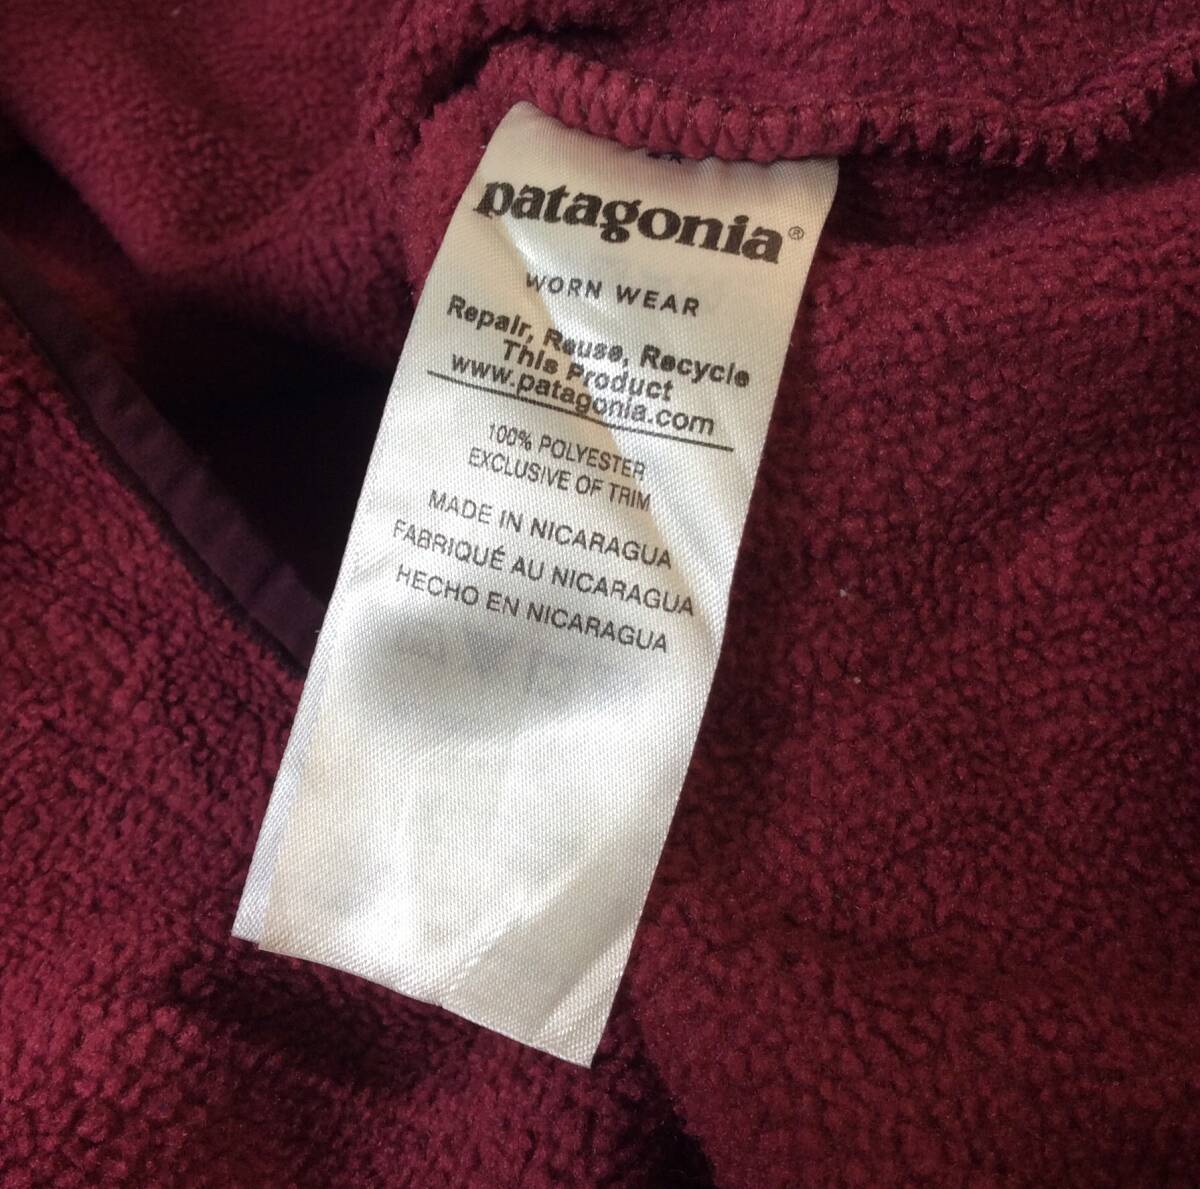 patagonia®
WORN WEAR
Repair, Reuse, Recycle
This Product
www.patagonia.com
100% POLYESTER
EXCLUSIVE OF TRIM
MADE IN NICARAGUA
FABRIQUÉ AU NICARAGUA
HECHO EN NICARAGUA